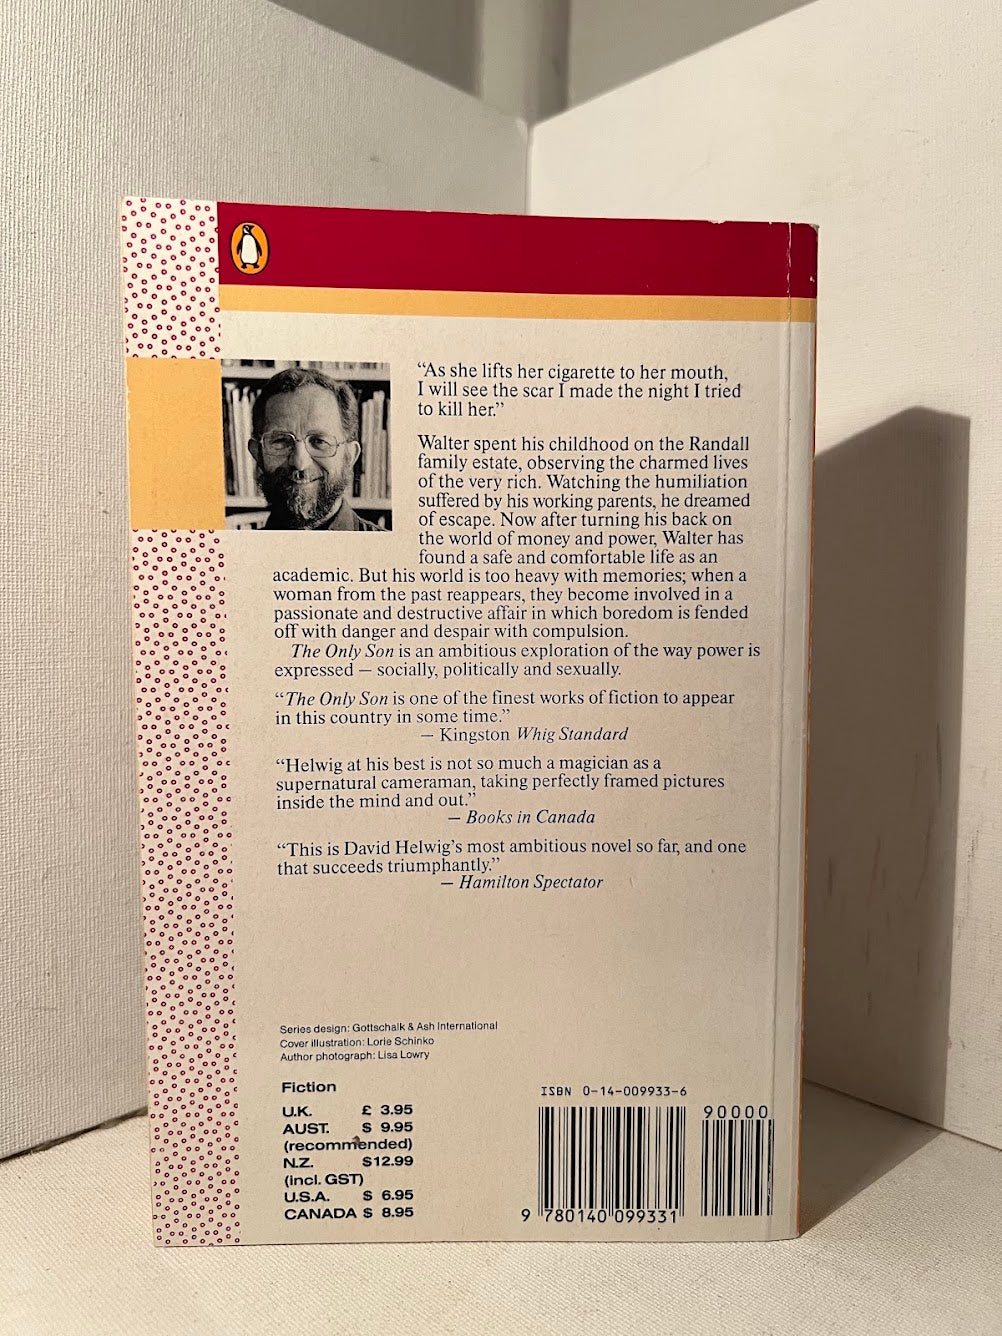 “As she lifts her cigarette to her mouth,
I will see the scar I made the night I tried
to kill her.”
Walter spent his childhood on the Randall
family estate, observing the charmed lives
of the very rich. Watching the humiliation
suffered by his working parents, he dreamed
of escape. Now after turning his back on
the world of money and power, Walter has
found a safe and comfortable life as an
academic. But his world is too heavy with memories; when a
woman from the past reappears, they become involved in a
passionate and destructive affair in which boredom is fended
off with danger and despair with compulsion.
The Only Son is an ambitious exploration of the way power is
expressed — socially, politically and sexually.
“The Only Son is one of the finest works of fiction to appear
in this country in some time.”
— Kingston Whig Standard
“Helwig at his best is not so much a magician as a
supernatural cameraman, taking perfectly framed pictures
inside the mind and out.”
— Books in Canada
“This is David Helwig’s most ambitious novel so far, and one
that succeeds triumphantly.”
— Hamilton Spectator
Series design: Gottschalk & Ash International
Cover illustration: Lorie Schinko
Author photograph: Lisa Lowry
Fiction
U.K. £ 3.95
AUST. $ 9.95
(recommended)
N.Z. $12.99
(incl. GST)
U.S.A. $ 6.95
CANADA $ 8.95
ISBN 0-14-009933-6
90000
9 780140 099331